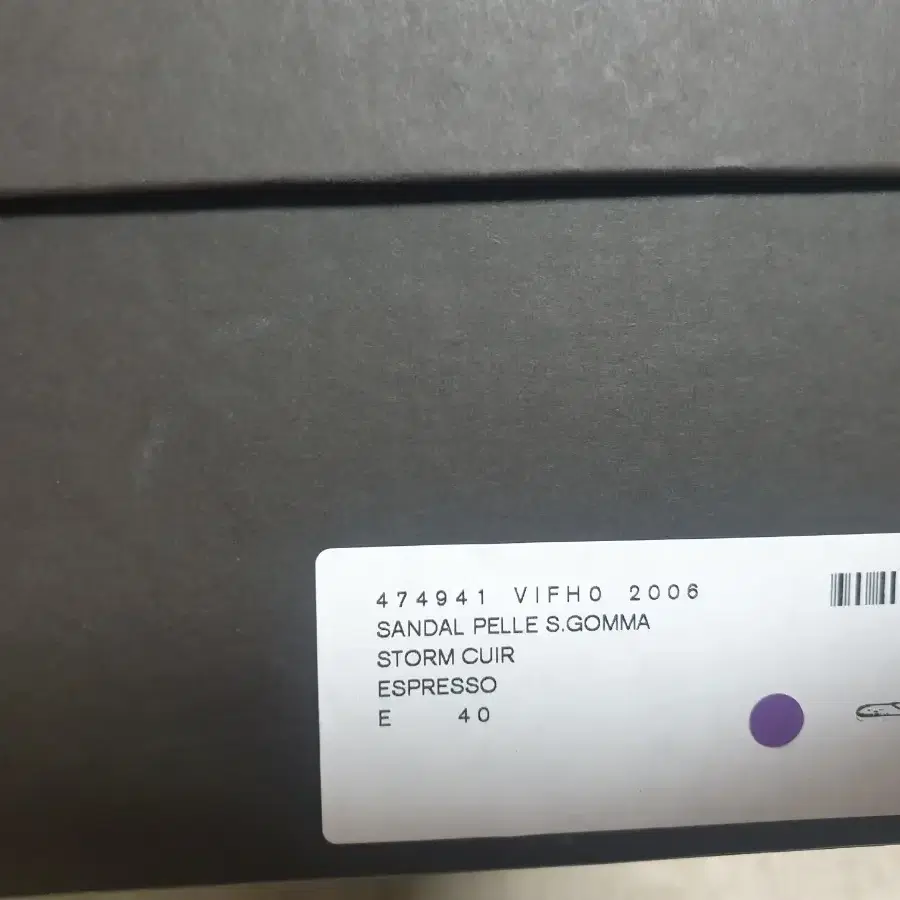 474941 VIFH0 2006
SANDAL PELLE S.GOMMA
STORM CUIR
ESPRESSO
E 40